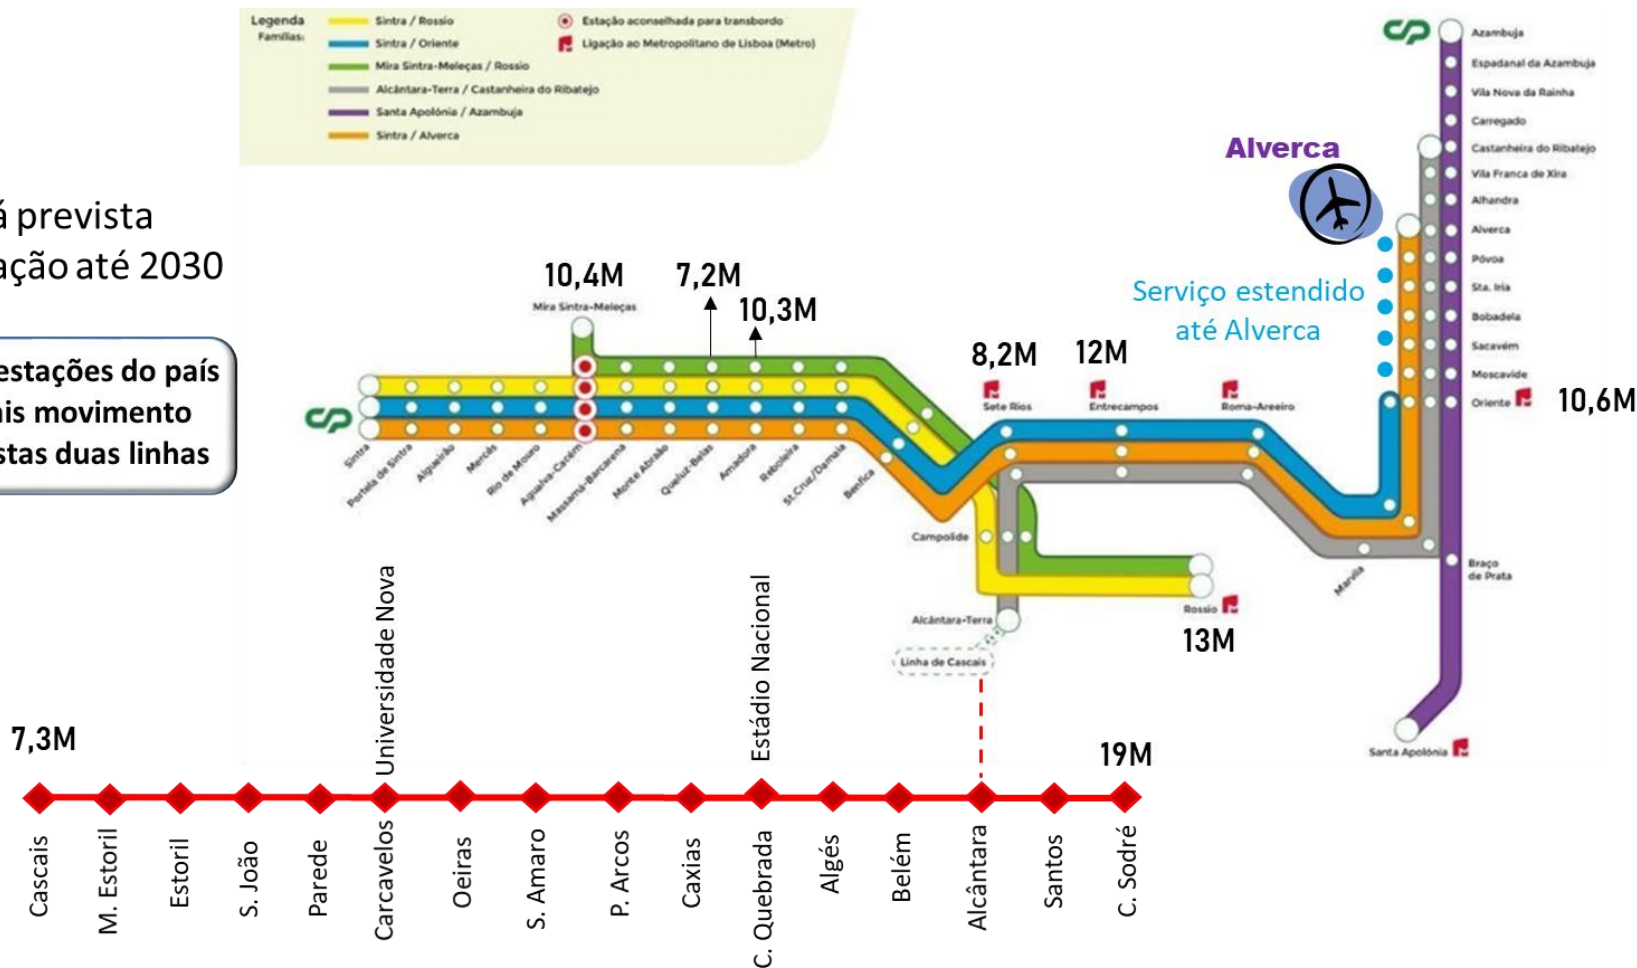 Legenda
Famílias:
Sintra / Rossio
Sintra / Oriente
Mira Sintra-Meleças / Rossio
Alcântara-Terra / Castanheira do Ribatejo
Santa Apolónia / Azambuja
Sintra / Alverca
Estação aconselhada para transbordo
Ligação ao Metropolitano de Lisboa (Metro)
á prevista
ação até 2030
estações do país
ais movimento
stas duas linhas
CP
Azambuja
Espadanal da Azambuja
Vila Nova da Rainha
Carregado
Castanheira do Ribatejo
Vila Franca de Xira
Alhandra
Alverca
Póvoa
Sta. Iria
Bobadela
Sacavém
Moscavide
Oriente
10,6M
Braço
de Prata
Santa Apolónia
Alverca
Serviço estendido
até Alverca
10,4M
Mira Sintra-Meleças
7,2M
10,3M
8,2M
Sete Rios
12M
Entrecampos
Roma-Areeiro
CP
Sintra
Portela de Sintra
Algueirão
Mercês
Rio de Mouro
Agualva-Cacém
Massamá-Barcarena
Monte Abraão
Queluz-Belas
Amadora
Reboleira
St.Cruz/Damaia
Benfica
Campolide
Marvila
Rossio
13M
Alcântara-Terra
Linha de Cascais
Universidade Nova
Estádio Nacional
7,3M
19M
Cascais
M. Estoril
Estoril
S. João
Parede
Carcavelos
Oeiras
S. Amaro
P. Arcos
Caxias
C. Quebrada
Algés
Belém
Alcântara
Santos
C. Sodré